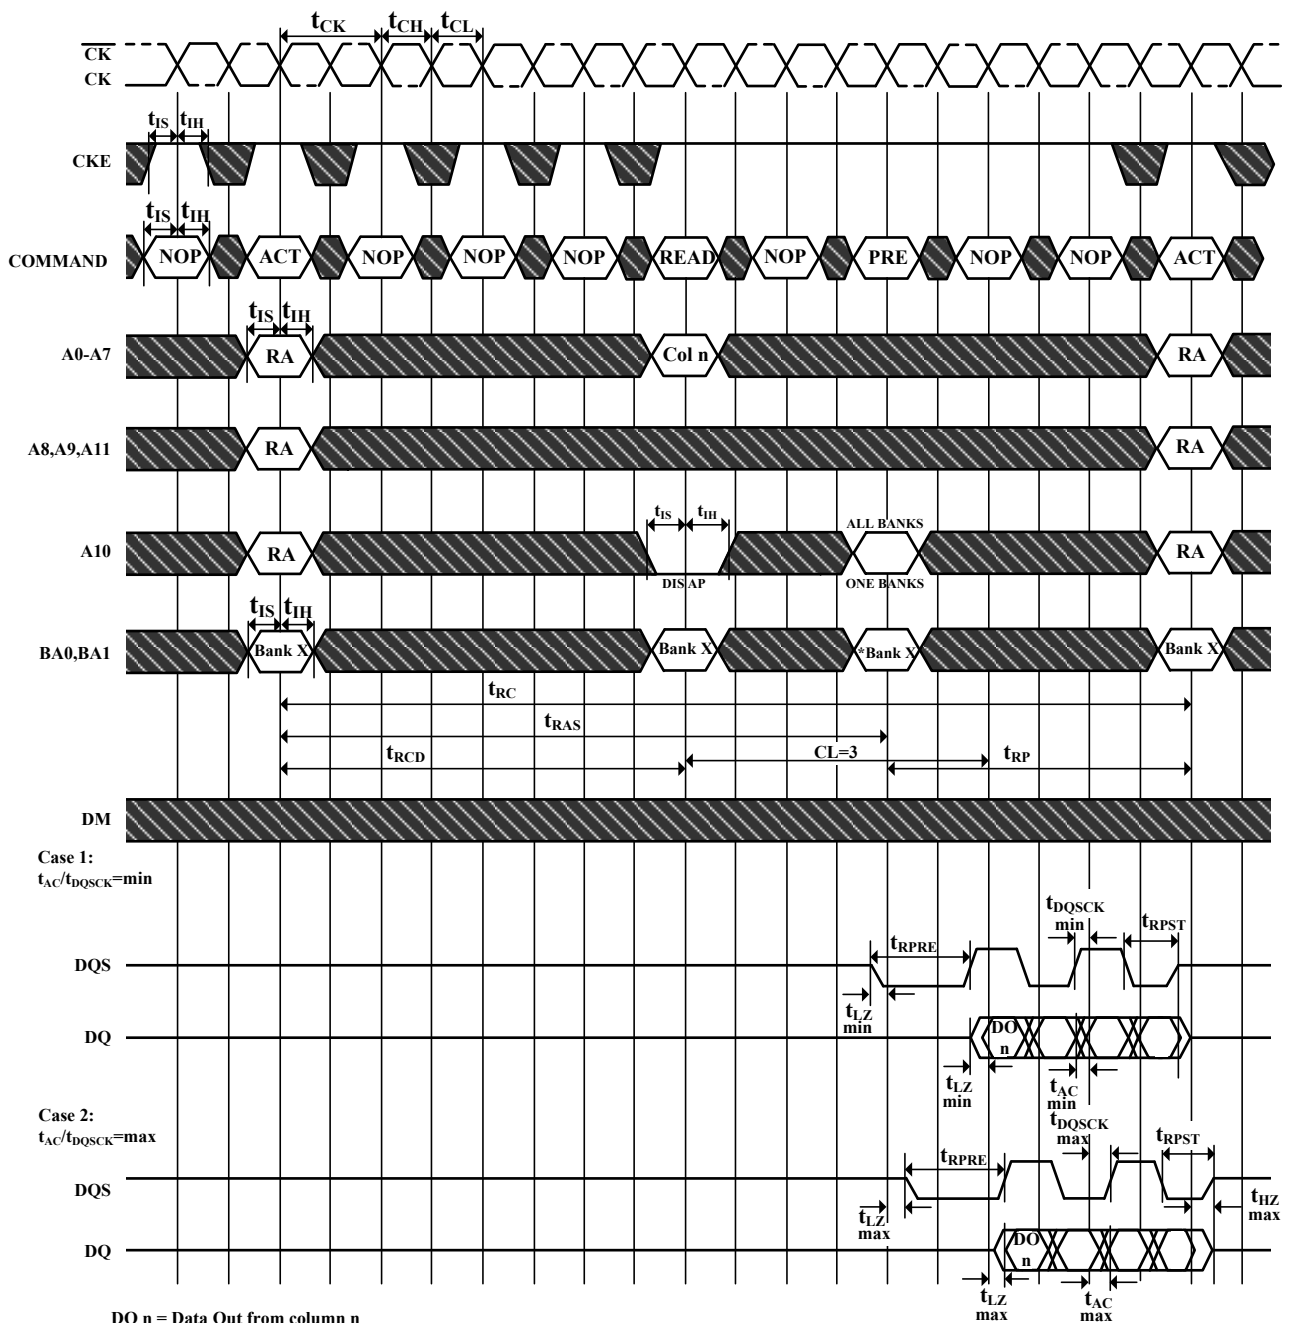 tCK tCH tCL
CK
CK
tIS tIH
CKE
tIS tIH
COMMAND NOP ACT NOP NOP NOP READ NOP PRE NOP NOP ACT
tIS tIH
A0-A7 RA Col n RA
A8,A9,A11 RA RA
tIS tIH ALL BANKS
A10 RA RA
DIS AP ONE BANKS
tIS tIH
BA0,BA1 Bank X Bank X *Bank X Bank X
tRC
tRAS
tRCD CL=3 tRP
DM
Case 1:
tAC/tDQSCK=min
tDQSCK
min
tRPST
tRPRE
DQS
tLZ
min
DQ DO
n
tLZ
min
tAC
min
Case 2:
tAC/tDQSCK=max
tDQSCK
max
tRPST
tRPRE
DQS
tLZ
max
tHZ
max
DQ DO
n
tLZ
max
tAC
max
DO n = Data Out from column n